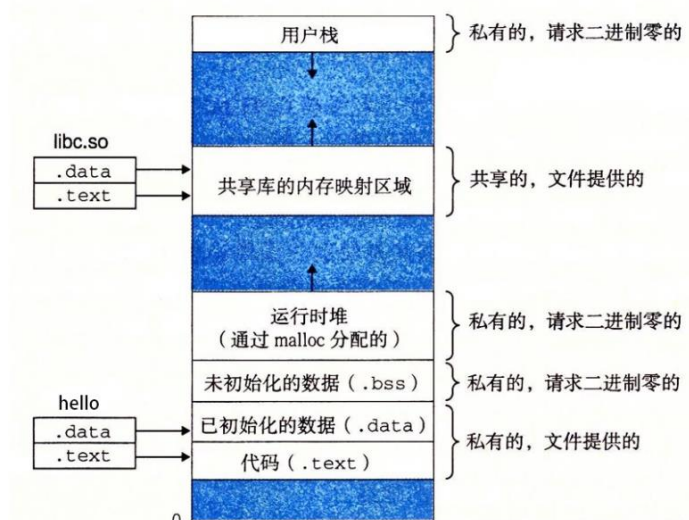 用户栈
私有的，请求二进制零的
libc.so
.data
.text
共享库的内存映射区域
共享的，文件提供的
运行时堆
（通过 malloc 分配的）
私有的，请求二进制零的
未初始化的数据（.bss）
私有的，请求二进制零的
hello
.data
.text
已初始化的数据（.data）
代码（.text）
私有的，文件提供的
0